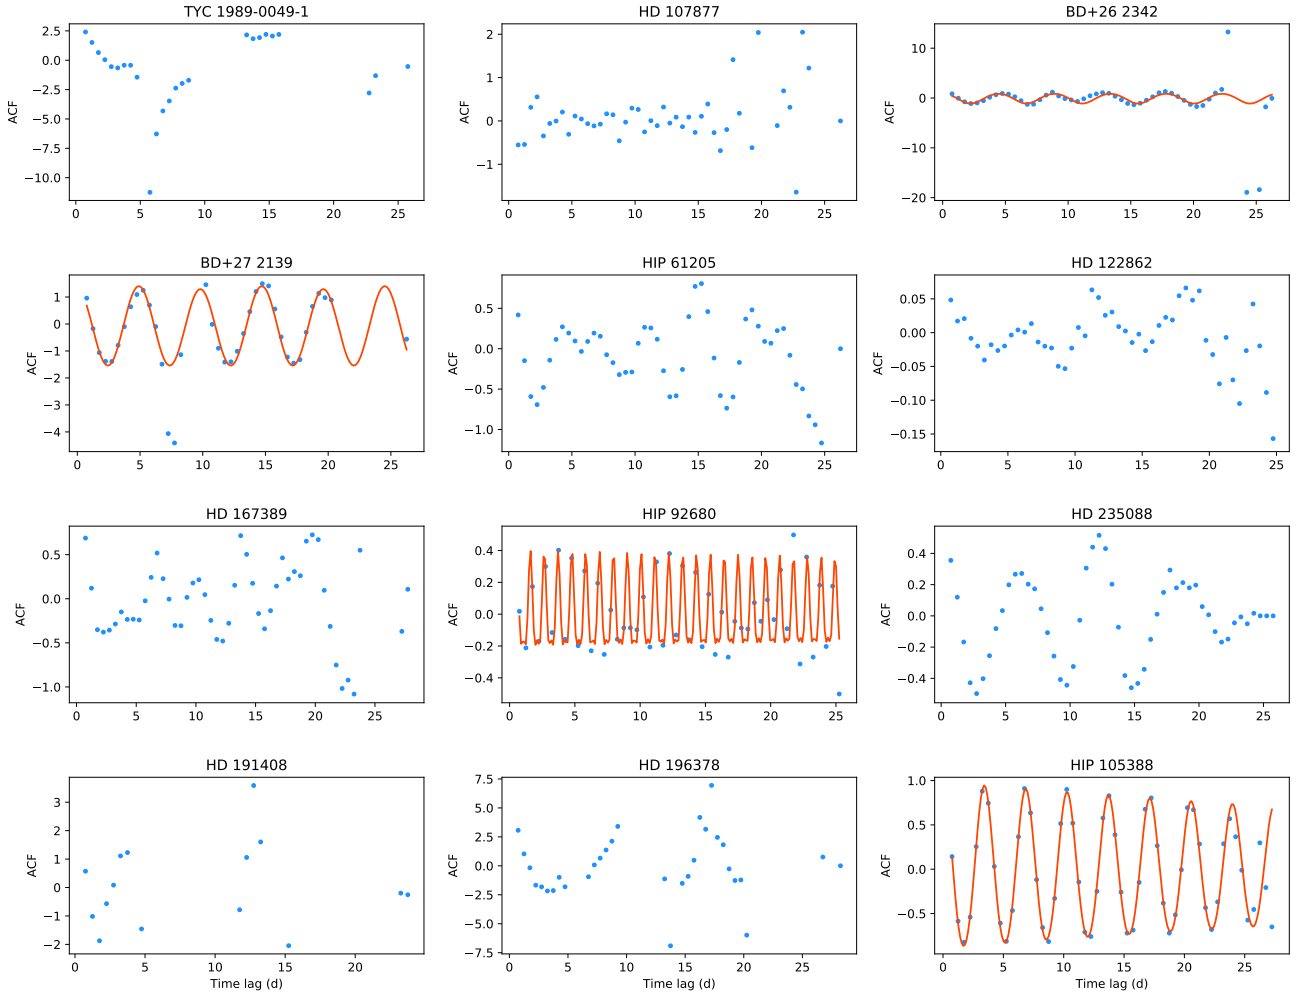 TYC 1989-0049-1
HD 107877
BD+26 2342
ACF
2.5
0.0
−2.5
−5.0
−7.5
−10.0
0 5 10 15 20 25
ACF
2
1
0
−1
0 5 10 15 20 25
ACF
10
0
−10
−20
0 5 10 15 20 25
BD+27 2139
HIP 61205
HD 122862
ACF
1
0
−1
−2
−3
−4
0 5 10 15 20 25
ACF
0.5
0.0
−0.5
−1.0
0 5 10 15 20 25
ACF
0.05
0.00
−0.05
−0.10
−0.15
0 5 10 15 20 25
HD 167389
HIP 92680
HD 235088
ACF
0.5
0.0
−0.5
−1.0
0 5 10 15 20 25
ACF
0.4
0.2
0.0
−0.2
−0.4
0 5 10 15 20 25
ACF
0.4
0.2
0.0
−0.2
−0.4
0 5 10 15 20 25
HD 191408
HD 196378
HIP 105388
ACF
3
2
1
0
−1
−2
0 5 10 15 20
Time lag (d)
ACF
7.5
5.0
2.5
0.0
−2.5
−5.0
−7.5
0 5 10 15 20 25
Time lag (d)
ACF
1.0
0.5
0.0
−0.5
0 5 10 15 20 25
Time lag (d)